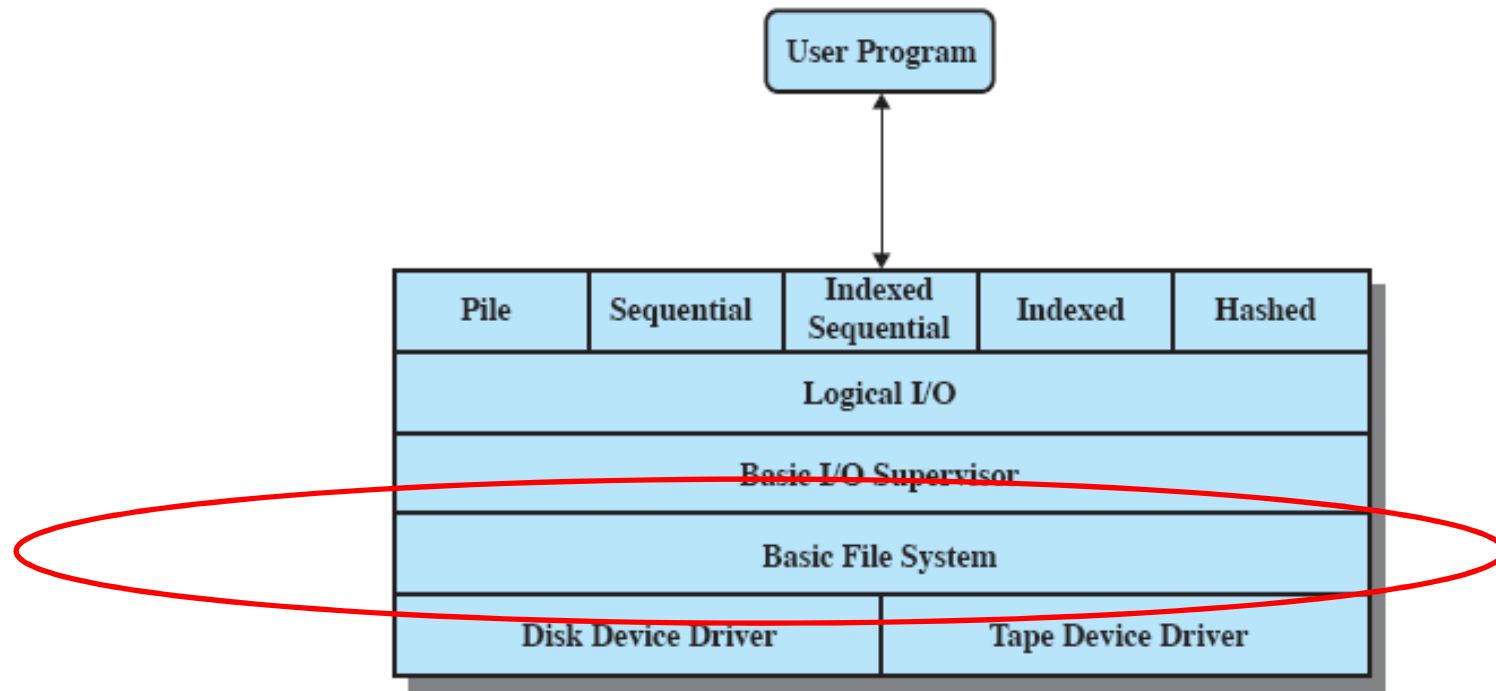 User Program
Pile
Sequential
Indexed
Sequential
Indexed
Hashed
Logical I/O
Basic I/O Supervisor
Basic File System
Disk Device Driver
Tape Device Driver